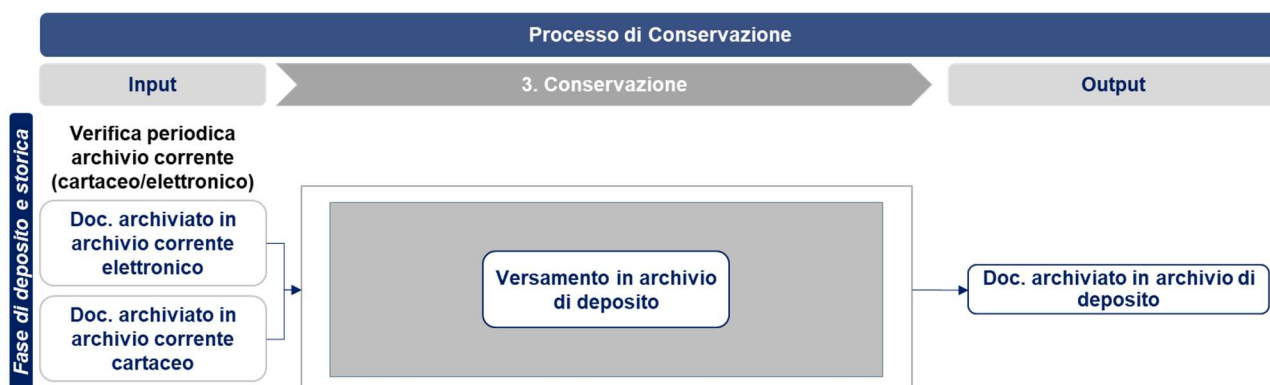 Processo di Conservazione
Input
3. Conservazione
Output
Fase di deposito e storica
Verifica periodica
archivio corrente
(cartaceo/elettronico)
Doc. archiviato in
archivio corrente
elettronico
Doc. archiviato in
archivio corrente
cartaceo
Versamento in archivio
di deposito
Doc. archiviato in archivio di
deposito